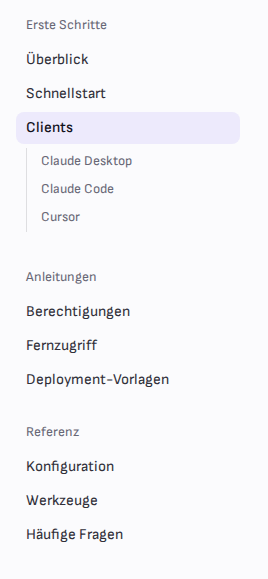 Erste Schritte
Überblick
Schnellstart
Clients
Claude Desktop
Claude Code
Cursor
Anleitungen
Berechtigungen
Fernzugriff
Deployment-Vorlagen
Referenz
Konfiguration
Werkzeuge
Häufige Fragen